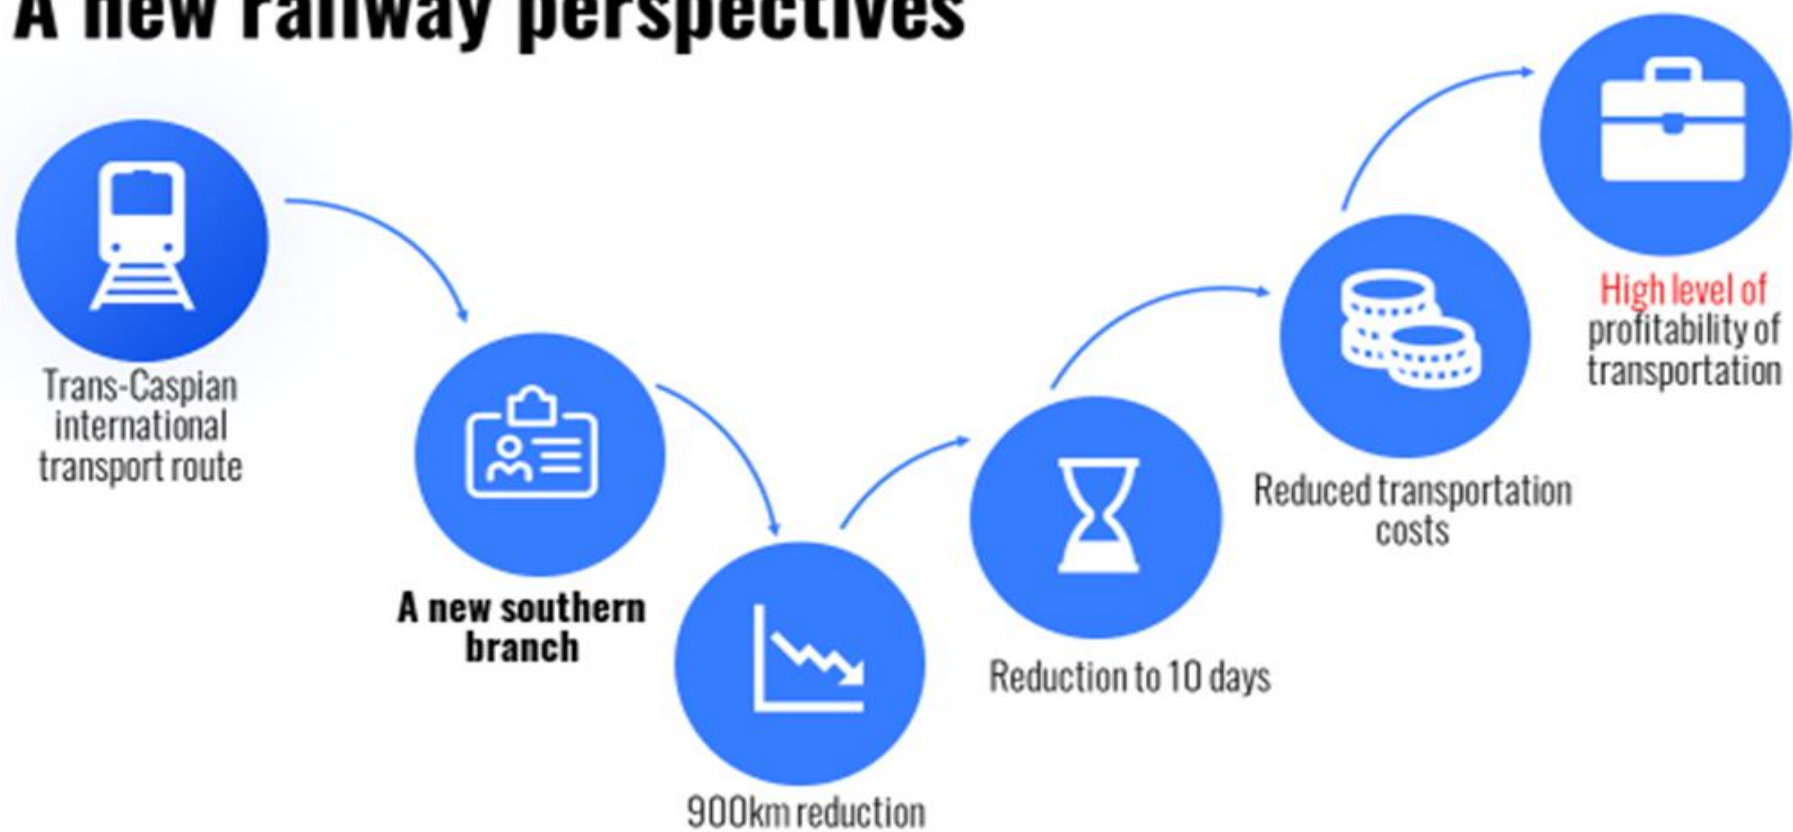 A new railway perspectives
Trans-Caspian
international
transport route
A new southern
branch
900km reduction
Reduction to 10 days
Reduced transportation
costs
High level of
profitability of
transportation